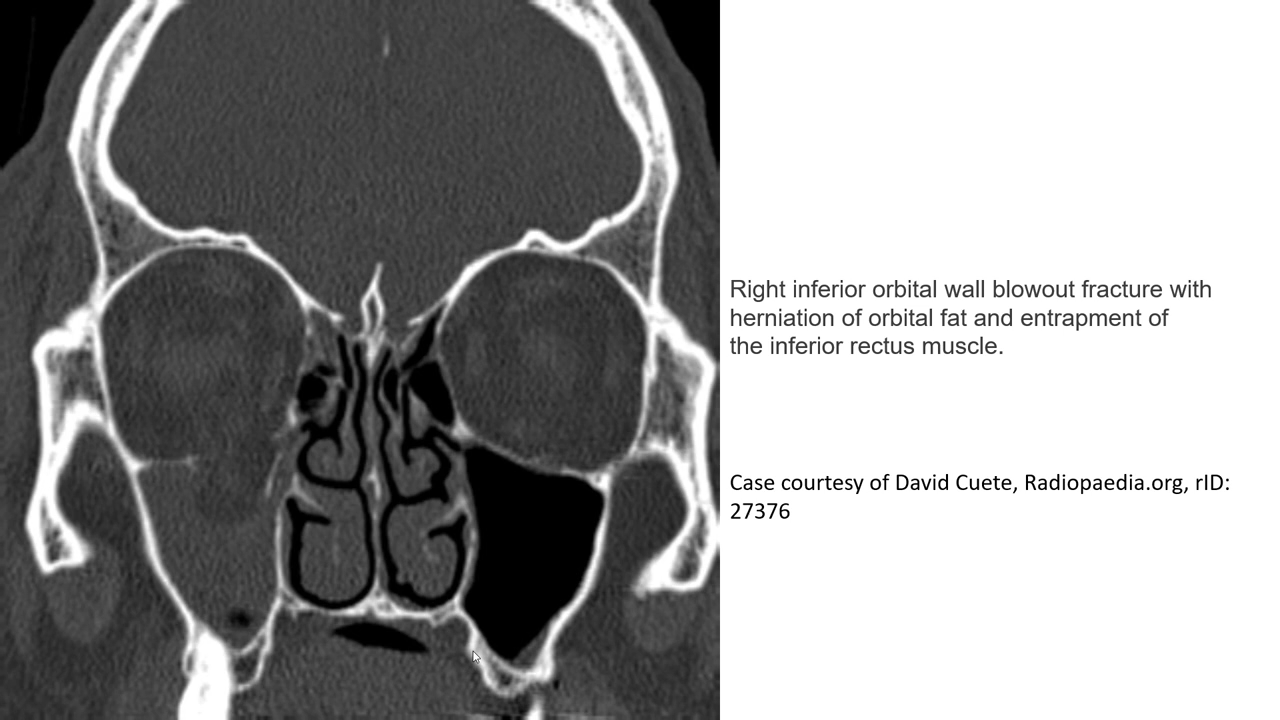 Right inferior orbital wall blowout fracture with
herniation of orbital fat and entrapment of
the inferior rectus muscle.
Case courtesy of David Cuete, Radiopaedia.org, rID:
27376